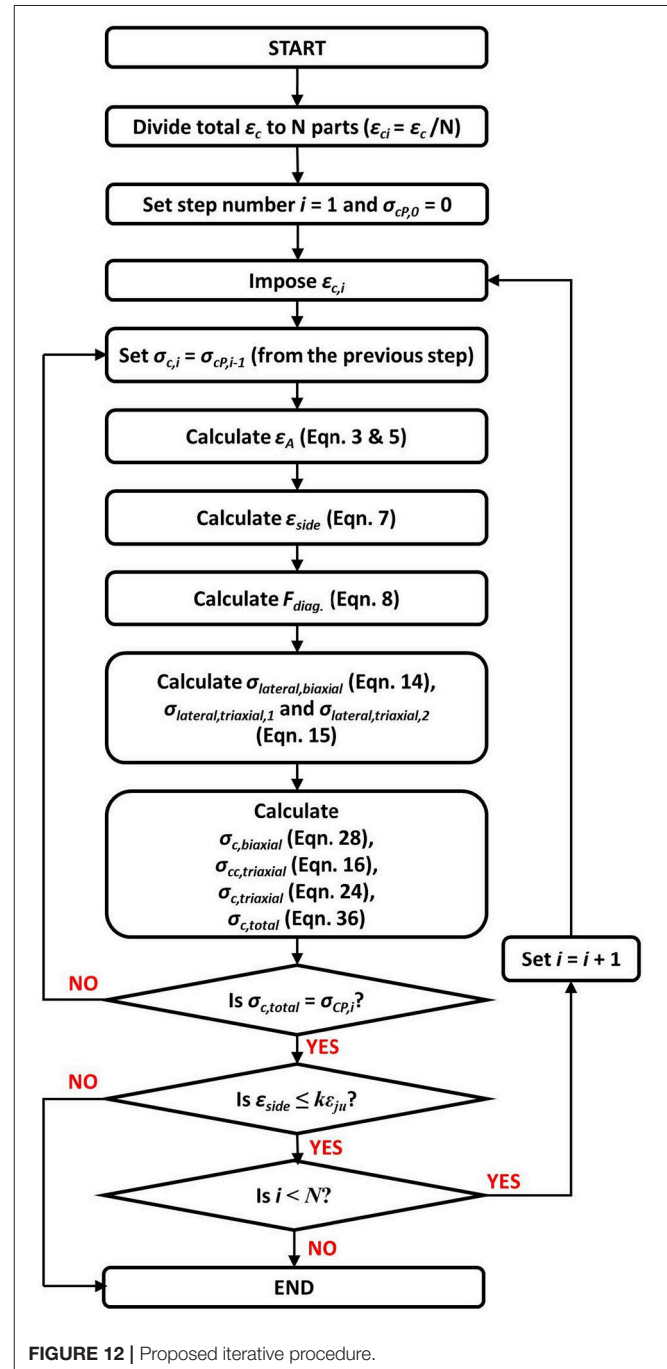 START
Divide total εc to N parts (εci = εc /N)
Set step number i = 1 and σcP,0 = 0
Impose εc,i
Set σc,i = σcP,i-1 (from the previous step)
Calculate εA (Eqn. 3 & 5)
Calculate εside (Eqn. 7)
Calculate Fdiag. (Eqn. 8)
Calculate σlateral,biaxial (Eqn. 14),
σlateral,triaxial,1 and σlateral,triaxial,2
(Eqn. 15)
Calculate
σc,biaxial (Eqn. 28),
σcc,triaxial (Eqn. 16),
σc,triaxial (Eqn. 24),
σc,total (Eqn. 36)
Set i = i + 1
NO
Is σc,total = σCP,i?
YES
NO
Is εside ≤ kεju?
YES
YES
Is i < N?
NO
END
FIGURE 12 | Proposed iterative procedure.